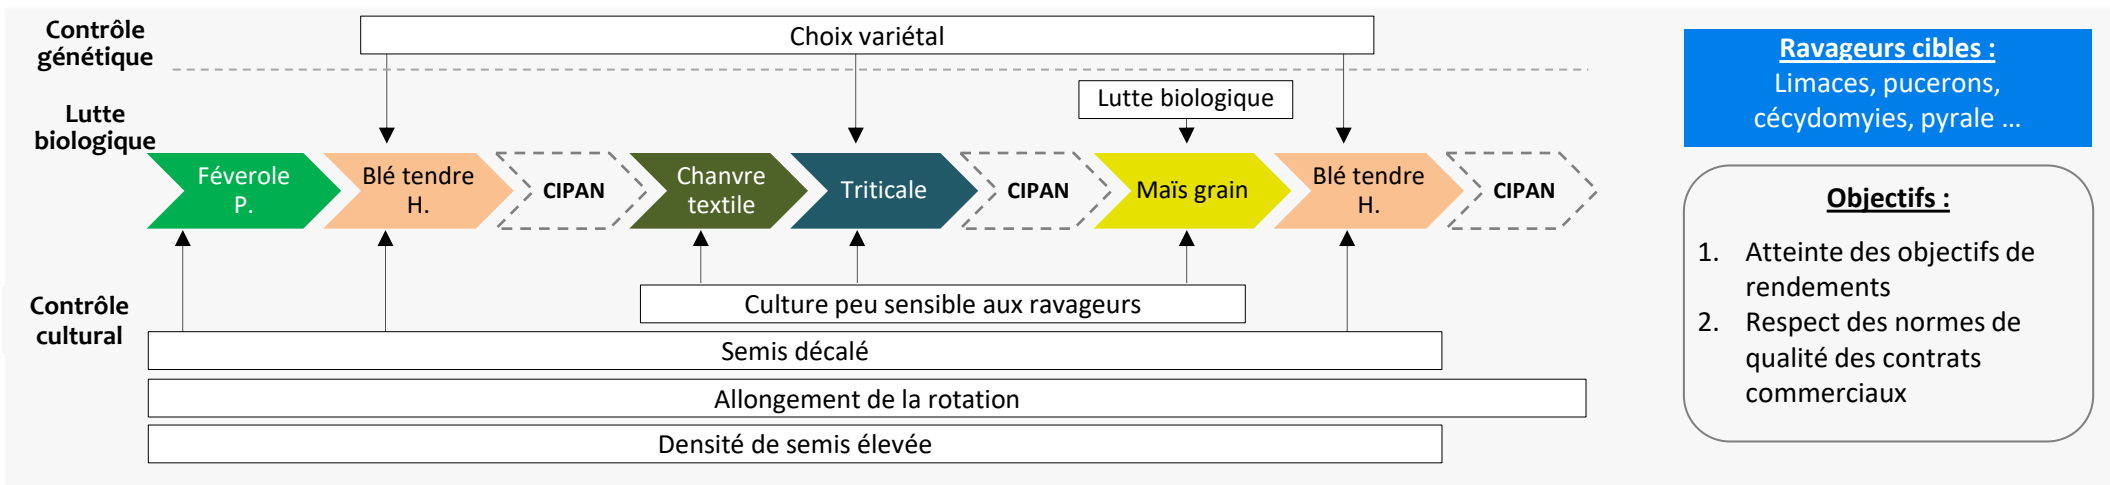 Contrôle
génétique
Choix variétal
Lutte
biologique
Lutte biologique
Féverole
P.
Blé tendre
H.
CIPAN
Chanvre
textile
Triticale
CIPAN
Maïs grain
Blé tendre
H.
CIPAN
Contrôle
cultural
Culture peu sensible aux ravageurs
Semis décalé
Allongement de la rotation
Densité de semis élevée
Ravageurs cibles :
Limaces, pucerons,
cécydomyies, pyrale ...
Objectifs :
1. Atteinte des objectifs de
rendements
2. Respect des normes de
qualité des contrats
commerciaux